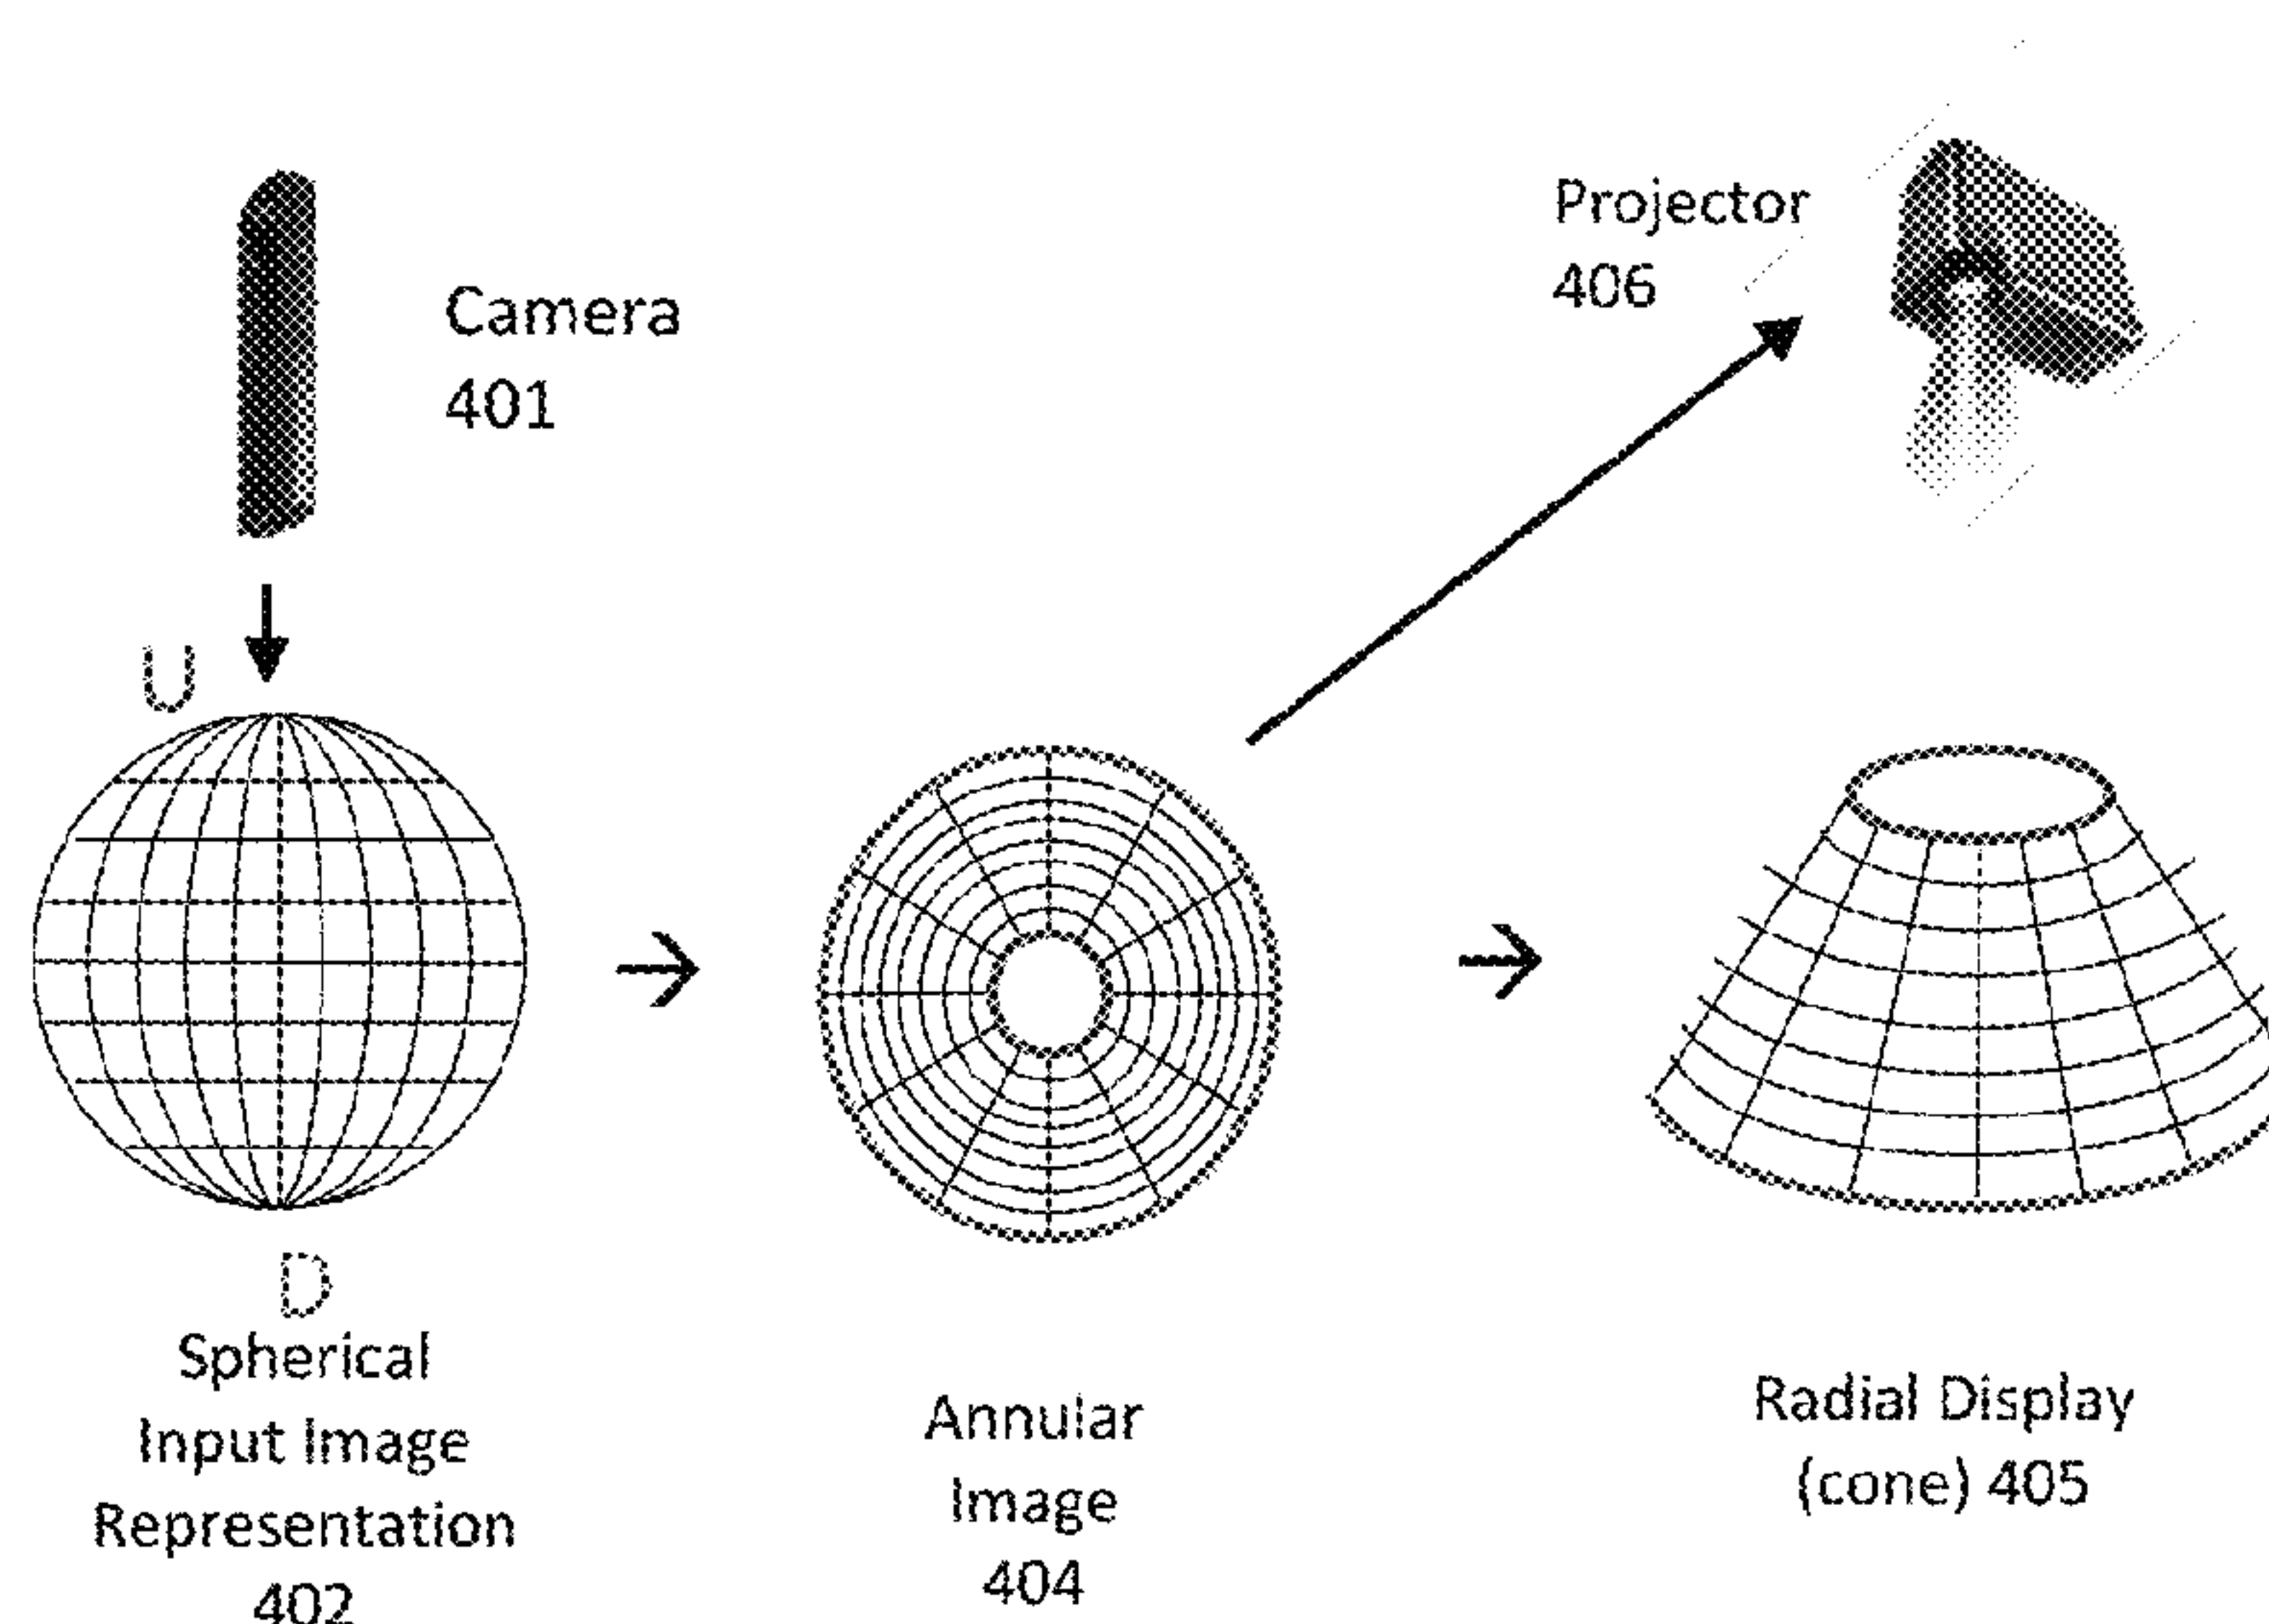 Camera
401
Projector
406
U
D
Spherical
Input Image
Representation
402
Annular
Image
404
Radial Display
(cone) 405